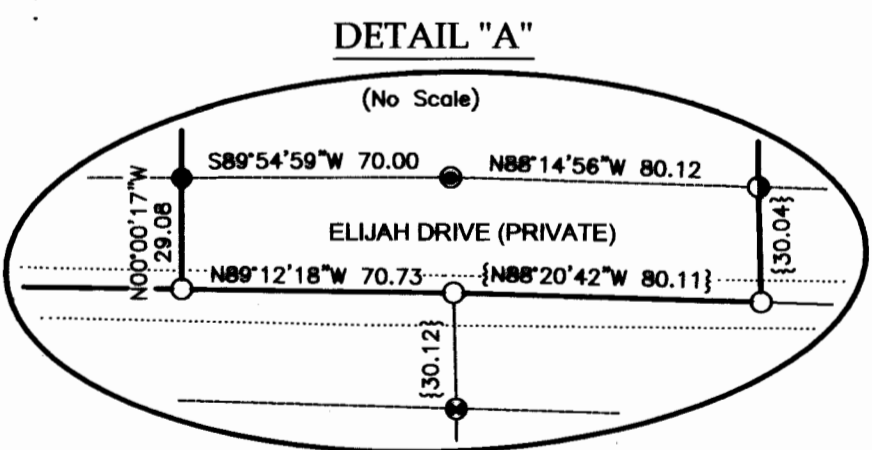 DETAIL "A"
(No Scale)
S89°54'59"W 70.00
N88°14'56"W 80.12
N00°00'17"W
29.08
ELIJAH DRIVE (PRIVATE)
{30.04}
N89°12'18"W 70.73
{N88°20'42"W 80.11}
{30.12}